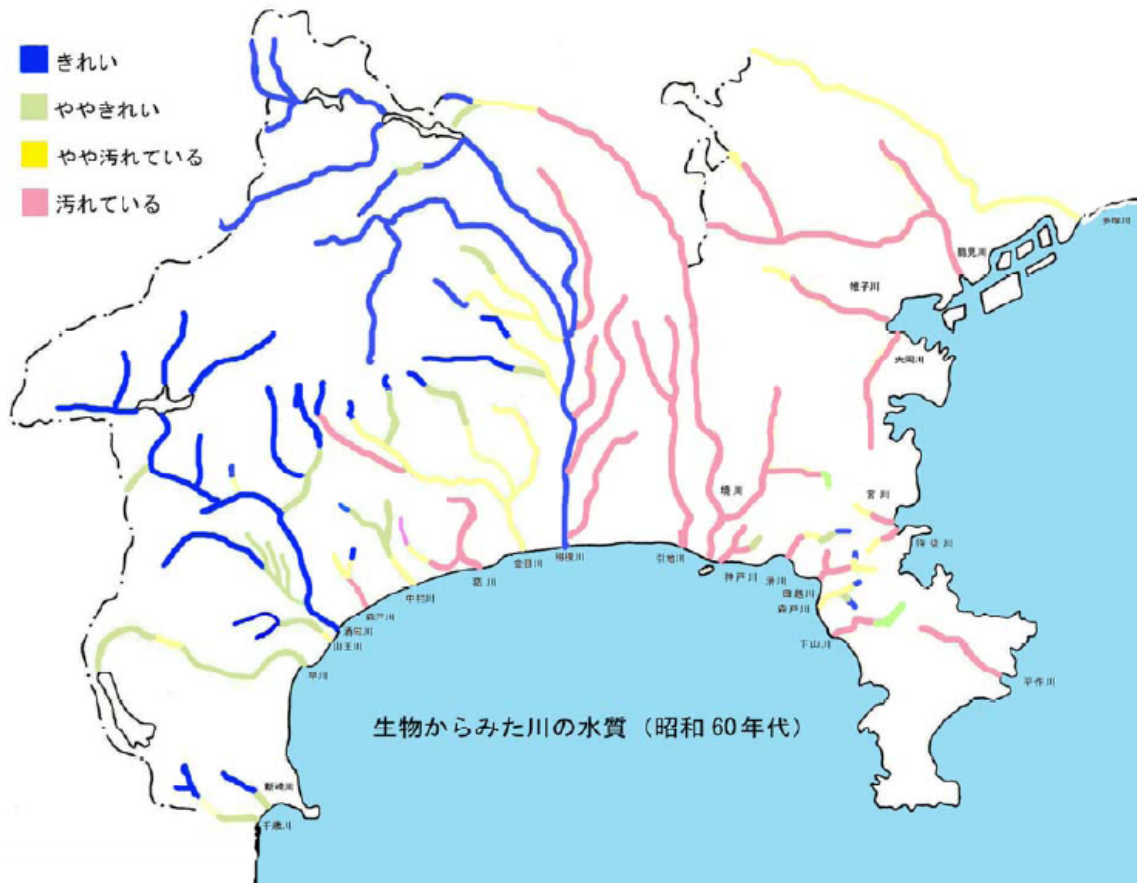 きれい
ややきれい
やや汚れている
汚れている
多摩川
鶴見川
帷子川
大岡川
境川
宮川
侍従川
金目川
相模川
引地川
神戸川
滑川
田越川
森戸川
下山川
平作川
葛川
中村川
森戸川
酒匂川
山王川
早川
新崎川
千歳川
生物からみた川の水質（昭和60年代）